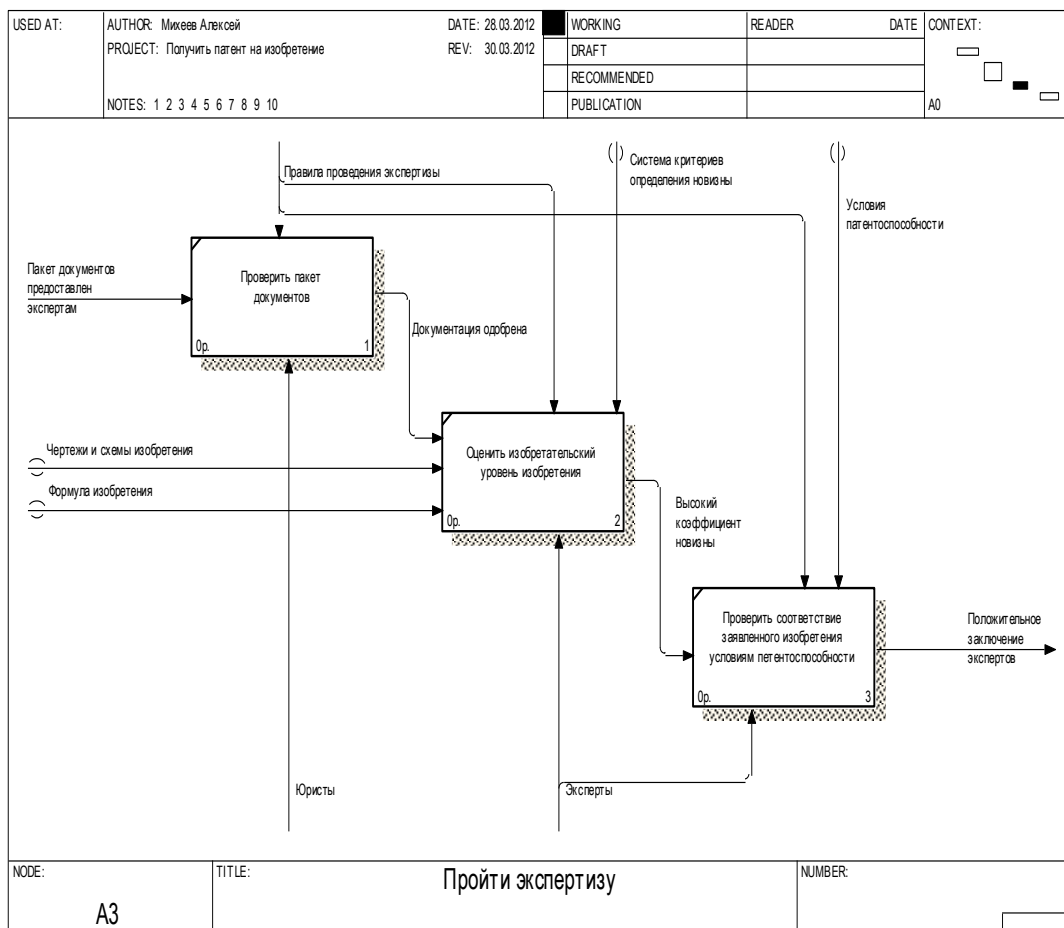 USED AT:
AUTHOR: Михеев Алексей
DATE: 28.03.2012
WORKING
READER
DATE
CONTEXT:
PROJECT: Получить патент на изобретение
REV: 30.03.2012
DRAFT
RECOMMENDED
NOTES: 1 2 3 4 5 6 7 8 9 10
PUBLICATION
A0
Правила проведения экспертизы
Система критериев
определения новизны
Условия
патентоспособности
Пакет документов
предоставлен
экспертам
Проверить пакет
документов
0р.
1
Документация одобрена
Чертежи и схемы изобретения
Формула изобретения
Оценить изобретательский
уровень изобретения
0р.
2
Высокий
коэффициент
новизны
Проверить соответствие
заявленного изобретения
условиям петентоспособности
0р.
3
Положительное
заключение
экспертов
Юристы
Эксперты
NODE:
TITLE:
NUMBER:
Пройти экспертизу
A3